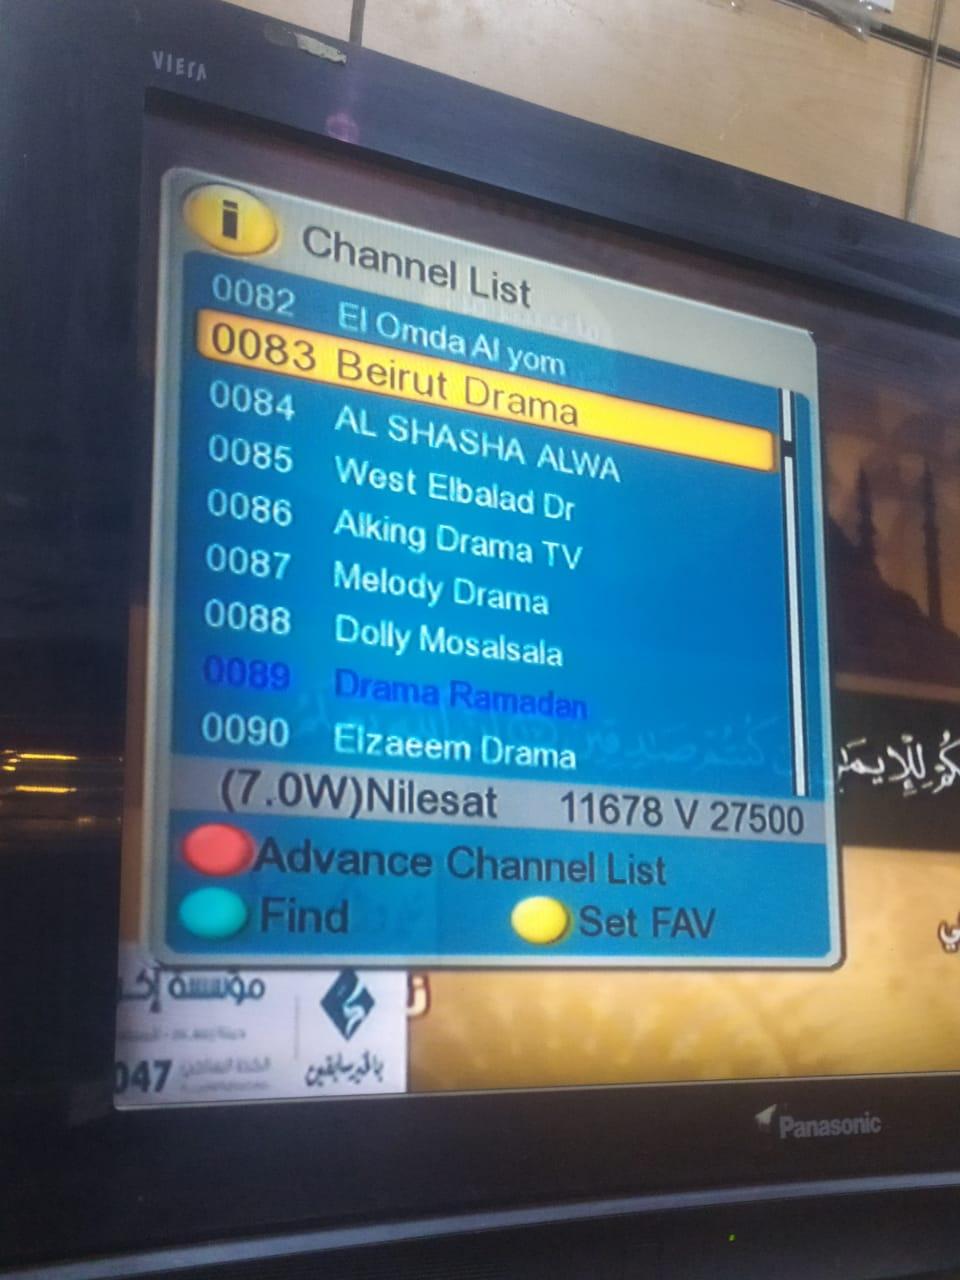 VIERA
Channel List
0082 El Omda Al yom
0083 Beirut Drama
0084 AL SHASHA ALWA
0085 West Elbalad Dr
0086 Alking Drama TV
0087 Melody Drama
0088 Dolly Mosalsala
0089 Drama Ramadan
0090 Elzaeem Drama
(7.0W)Nilesat 11678 V 27500
Advance Channel List
Find Set FAV
مؤسسة
047
Panasonic